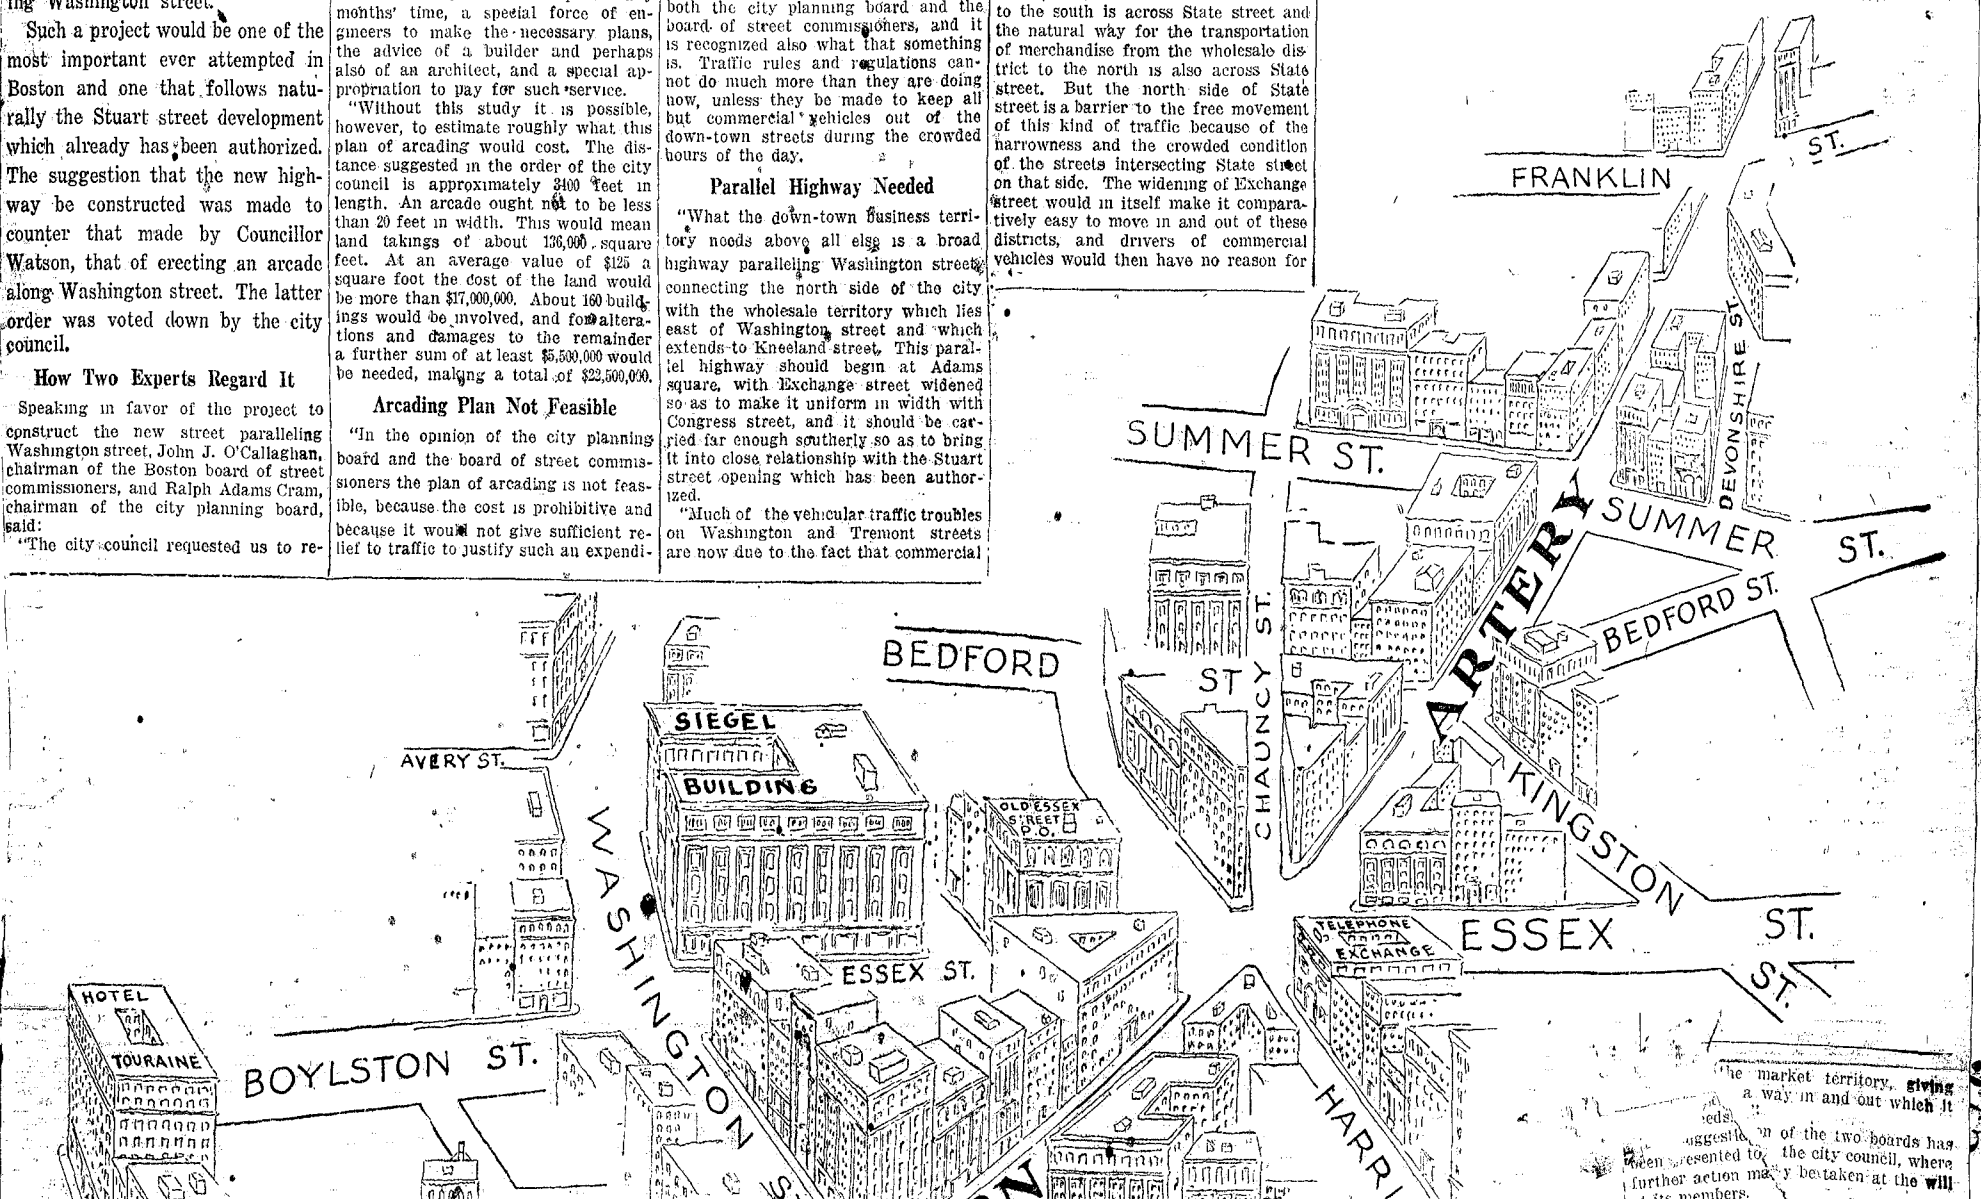 ing Washington street.
Such a project would be one of the
most important ever attempted in
Boston and one that follows natu-
rally the Stuart street development
which already has been authorized.
The suggestion that the new high-
way be constructed was made to
counter that made by Councillor
Watson, that of erecting an arcade
along Washington street. The latter
order was voted down by the city
council.
How Two Experts Regard It
Speaking in favor of the project to
construct the new street paralleling
Washington street, John J. O'Callaghan,
chairman of the Boston board of street
commissioners, and Ralph Adams Cram,
chairman of the city planning board,
said:
"The city council requested us to re-
months' time, a special force of en-
gineers to make the necessary plans,
the advice of a builder and perhaps
also of an architect, and a special ap-
propriation to pay for such service.
"Without this study it is possible,
however, to estimate roughly what this
plan of arcading would cost. The dis-
tance suggested in the order of the city
council is approximately 3400 feet in
length. An arcade ought not to be less
than 20 feet in width. This would mean
land takings of about 136,000 square
feet. At an average value of $125 a
square foot the cost of the land would
be more than $17,000,000. About 160 build-
ings would be involved, and for altera-
tions and damages to the remainder
a further sum of at least $5,500,000 would
be needed, making a total of $22,500,000.
Arcading Plan Not Feasible
"In the opinion of the city planning
board and the board of street commis-
sioners the plan of arcading is not feas-
ible, because the cost is prohibitive and
because it would not give sufficient re-
lief to traffic to justify such an expendi-
both the city planning board and the
board of street commissioners, and it
is recognized also what that something
is. Traffic rules and regulations can-
not do much more than they are doing
now, unless they be made to keep all
but commercial vehicles out of the
down-town streets during the crowded
hours of the day.
Parallel Highway Needed
"What the down-town business terri-
tory needs above all else is a broad
highway paralleling Washington street,
connecting the north side of the city
with the wholesale territory which lies
east of Washington street and which
extends to Kneeland street. This paral-
lel highway should begin at Adams
square, with Exchange street widened
so as to make it uniform in width with
Congress street, and it should be car-
ried far enough southerly so as to bring
it into close relationship with the Stuart
street opening which has been author-
ized.
"Much of the vehicular traffic troubles
on Washington and Tremont streets
are now due to the fact that commercial
to the south is across State street and
the natural way for the transportation
of merchandise from the wholesale dis-
trict to the north is also across State
street. But the north side of State
street is a barrier to the free movement
of this kind of traffic because of the
narrowness and the crowded condition
of the streets intersecting State street
on that side. The widening of Exchange
street would in itself make it compara-
tively easy to move in and out of these
districts, and drivers of commercial
vehicles would then have no reason for
FRANKLIN
ST.
DEVONSHIRE ST
SUMMER ST.
SUMMER
ST.
ARTERY
BEDFORD ST.
BEDFORD
ST
CHAUNCY ST.
KINGSTON
ST.
AVERY ST.
SIEGEL
BUILDING
OLD ESSEX
STREET
P.O.
WASHINGTON
ESSEX ST.
TELEPHONE
EXCHANGE
ESSEX
ST.
HOTEL
TOURAINE
BOYLSTON ST.
HARRI
ON
the market territory, giving
a way in and out which it
eds.
of the two boards has
been presented to the city council, where
further action may be taken at the will
of its members.